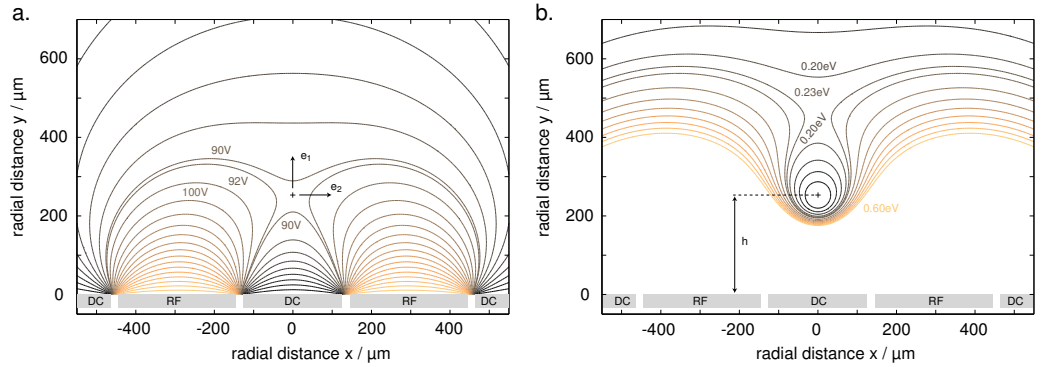 a.
radial distance y / µm
600
400
200
0
90V
92V
100V
90V
e1
e2
DC RF DC RF DC
-400 -200 0 200 400
radial distance x / µm
b.
radial distance y / µm
600
400
200
0
0.20eV
0.23eV
0.20eV
0.60eV
h
DC RF DC RF DC
-400 -200 0 200 400
radial distance x / µm